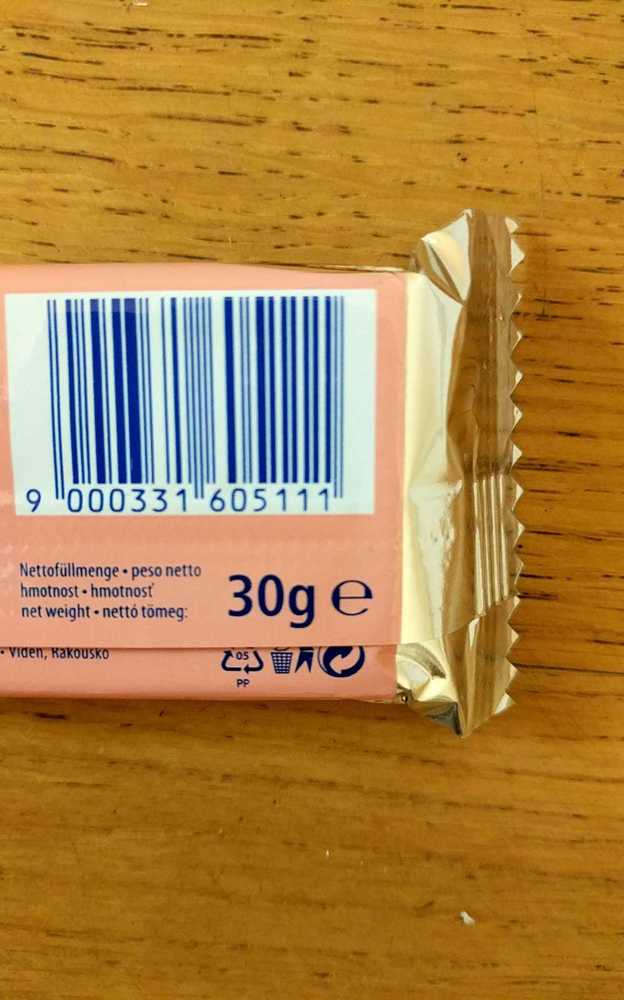 9 000331 605111
Nettofüllmenge • peso netto
hmotnost • hmotnosť
net weight • nettó tömeg:
30g ℮
• Vídeň, Rakousko
05
PP